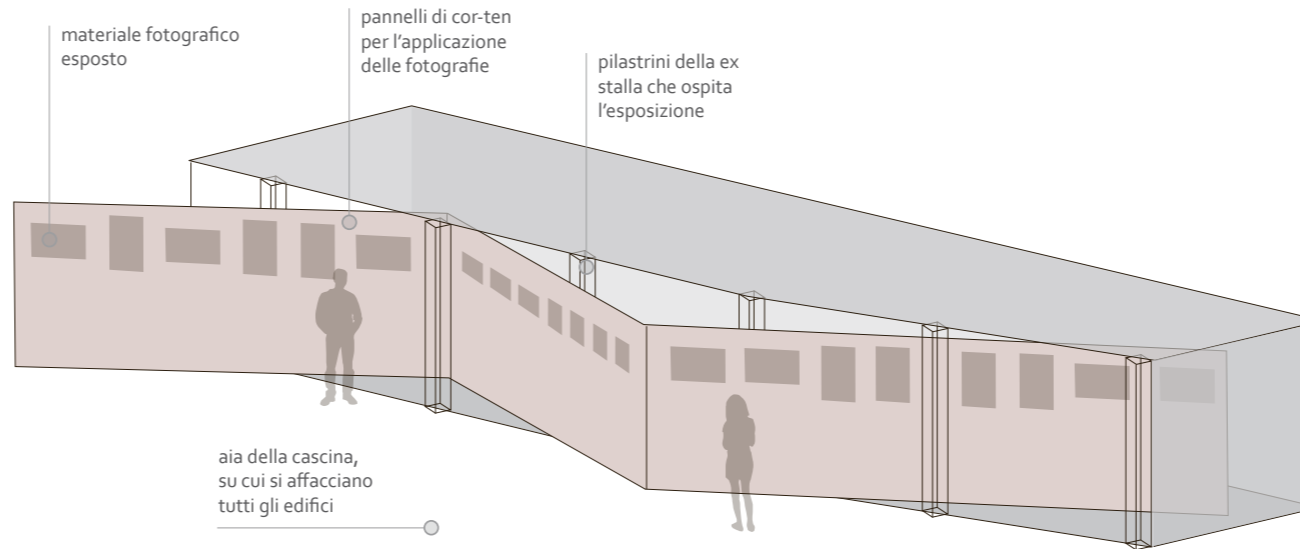 materiale fotografico
esposto
pannelli di cor-ten
per l’applicazione
delle fotografie
pilastrini della ex
stalla che ospita
l’esposizione
aia della cascina,
su cui si affacciano
tutti gli edifici